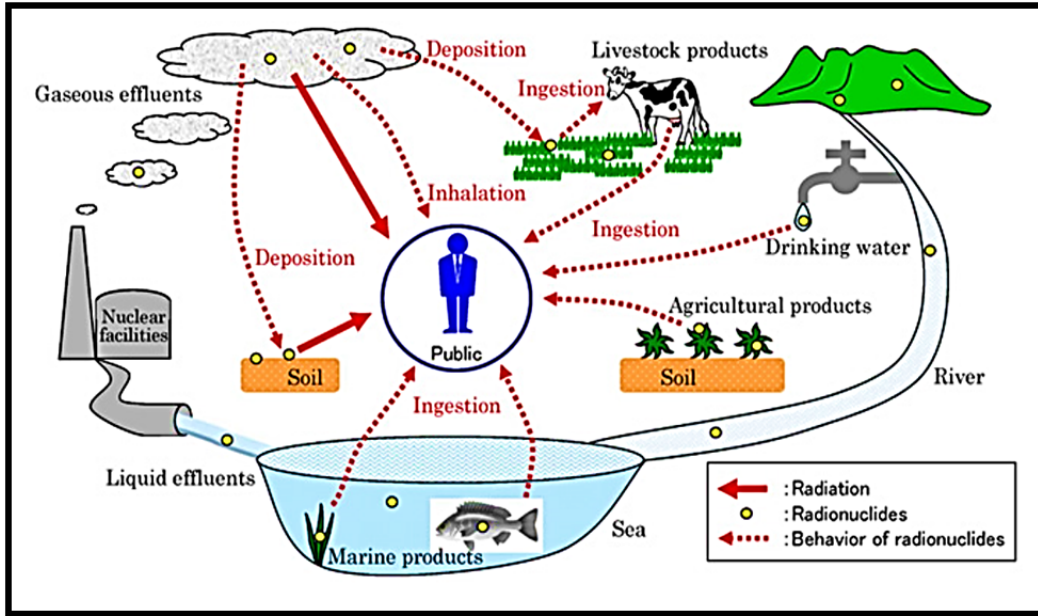 Deposition
Livestock products
Ingestion
Gaseous effluents
Inhalation
Ingestion
Drinking water
Deposition
Nuclear
facilities
Agricultural products
Public
Soil
Soil
River
Ingestion
Liquid effluents
Sea
Marine products
:Radiation
:Radionuclides
:Behavior of radionuclides